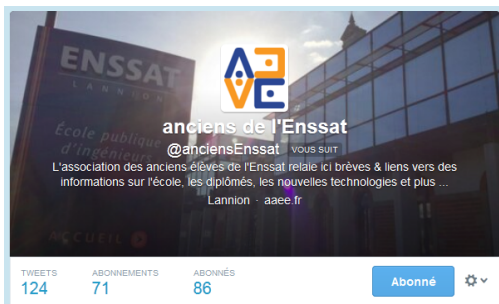 ENSSAT
LANNION
École publique
d'ingénieurs
ACCUEIL
anciens de l'Enssat
@anciensEnssat VOUS SUIT
L'association des anciens élèves de l'Enssat relaie ici brèves & liens vers des
informations sur l'école, les diplômés, les nouvelles technologies et plus ...
Lannion · aaee.fr
TWEETS ABONNEMENTS ABONNÉS
124 71 86
Abonné